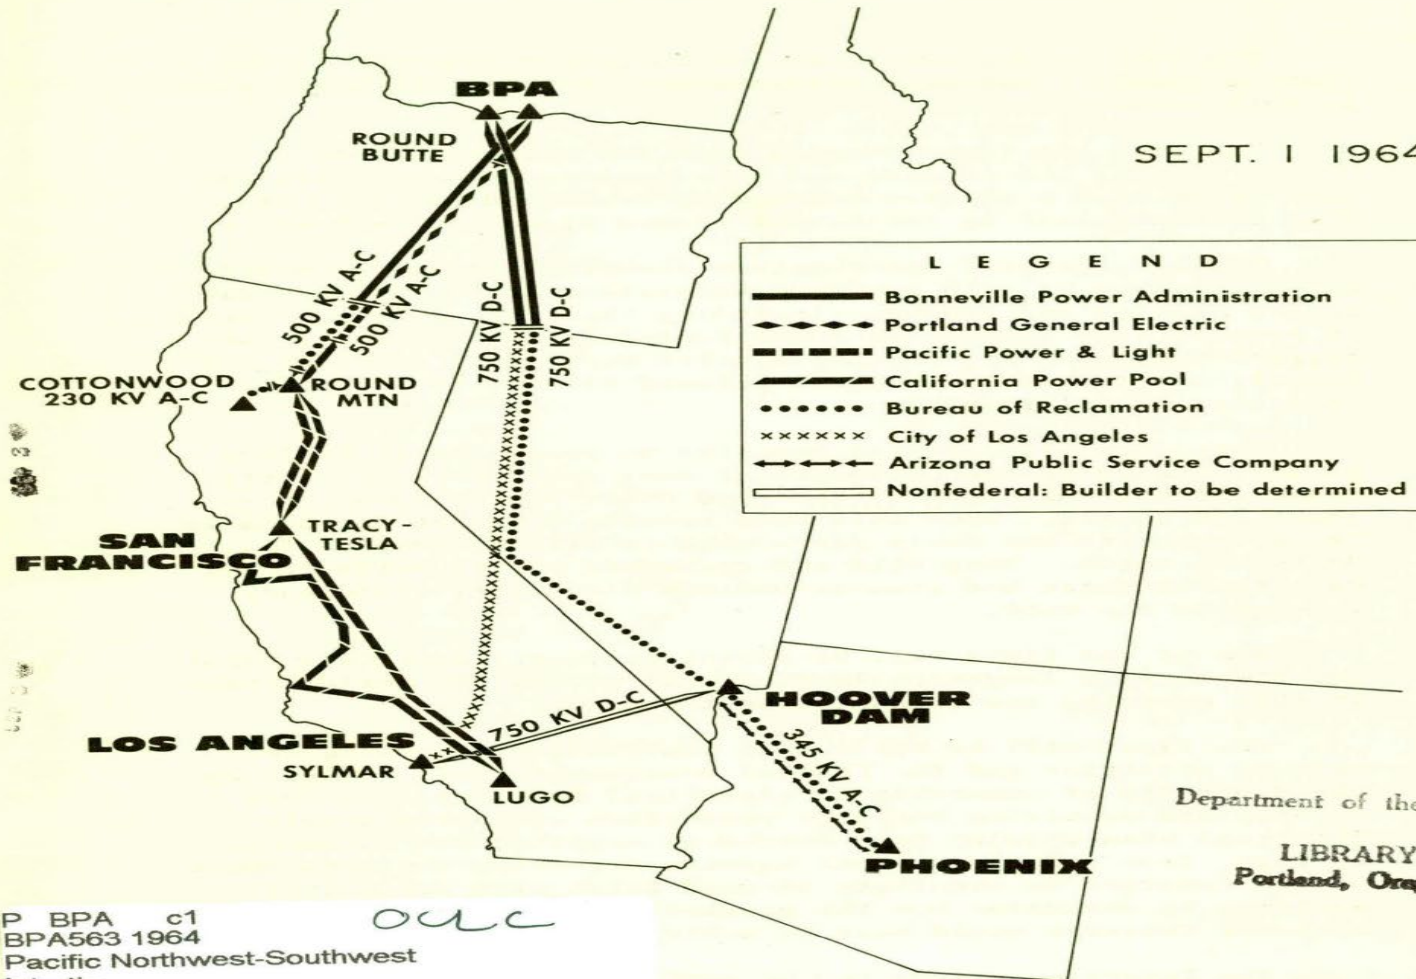 BPA
ROUND
BUTTE
SEPT. 1 1964
LEGEND
Bonneville Power Administration
Portland General Electric
Pacific Power & Light
California Power Pool
Bureau of Reclamation
City of Los Angeles
Arizona Public Service Company
Nonfederal: Builder to be determined
500 KV A-C
500 KV A-C
750 KV D-C
750 KV D-C
COTTONWOOD
230 KV A-C
ROUND
MTN
TRACY-
TESLA
SAN
FRANCISCO
750 KV D-C
HOOVER
DAM
LOS ANGELES
SYLMAR
LUGO
345 KV A-C
PHOENIX
Department of the
LIBRARY
Portland,
P BPA c1
BPA563 1964
Pacific Northwest-Southwest
OCLC